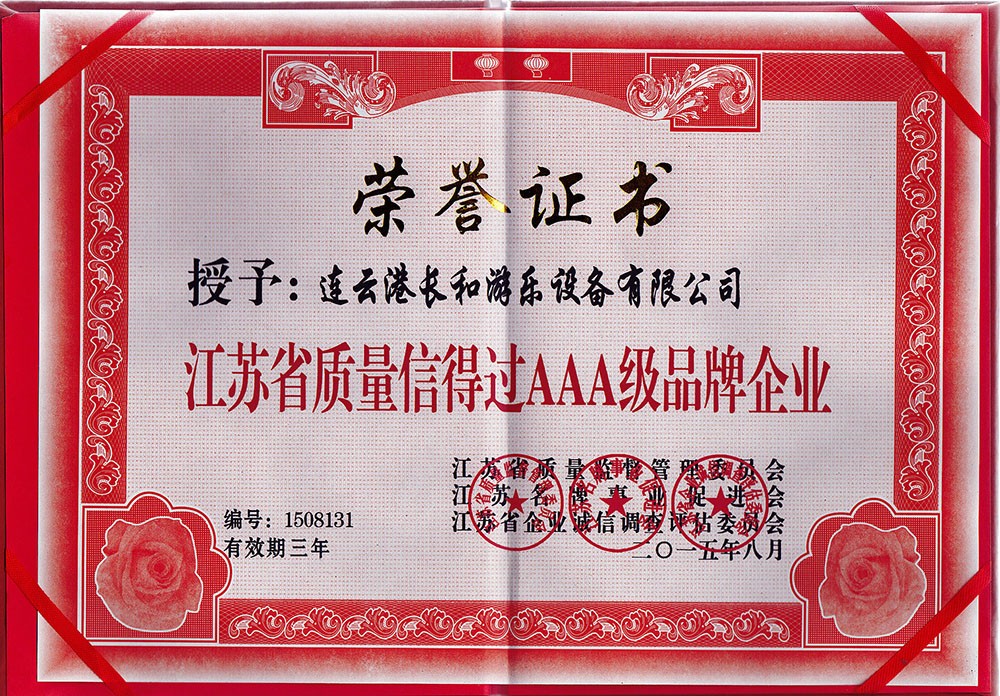 荣誉证书
授予：连云港长和游乐设备有限公司
江苏省质量信得过AAA级品牌企业
江苏省质量监督管理委员会
江苏名优事业促进会
江苏省企业诚信调查评估委员会
二〇一五年八月
编号：1508131
有效期三年